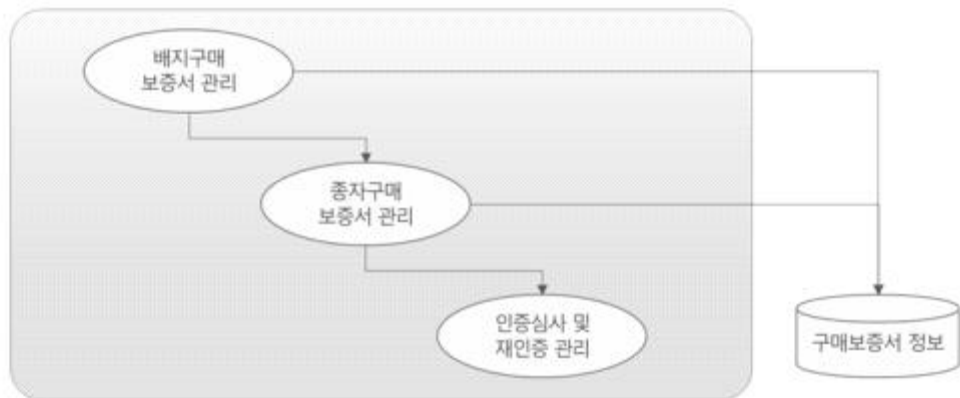 배지구매
보증서 관리
종자구매
보증서 관리
인증심사 및
재인증 관리
구매보증서 정보